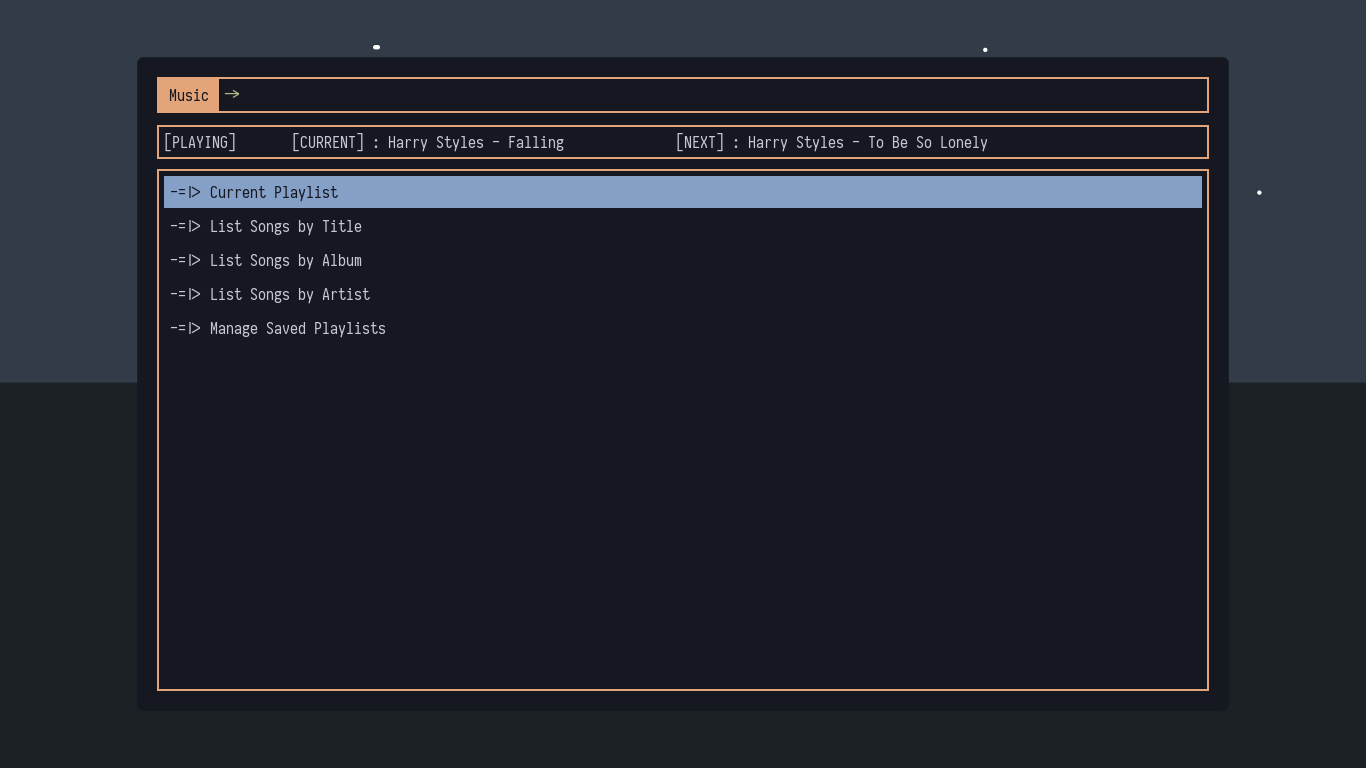 Music ->
[PLAYING] [CURRENT] : Harry Styles - Falling [NEXT] : Harry Styles - To Be So Lonely
-=|> Current Playlist
-=|> List Songs by Title
-=|> List Songs by Album
-=|> List Songs by Artist
-=|> Manage Saved Playlists